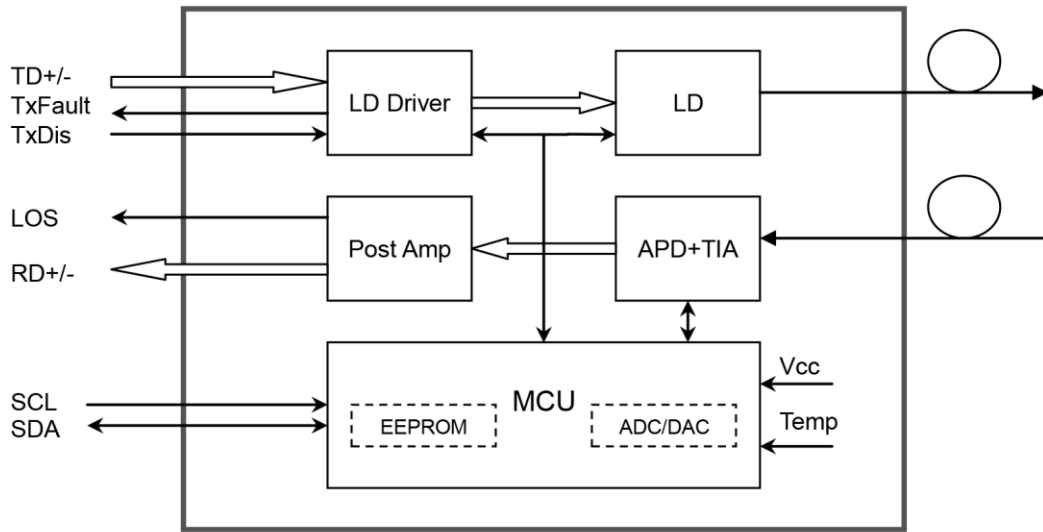 TD+/-
TxFault
TxDis
LD Driver
LD
LOS
RD+/-
Post Amp
APD+TIA
SCL
SDA
MCU
EEPROM
ADC/DAC
Vcc
Temp